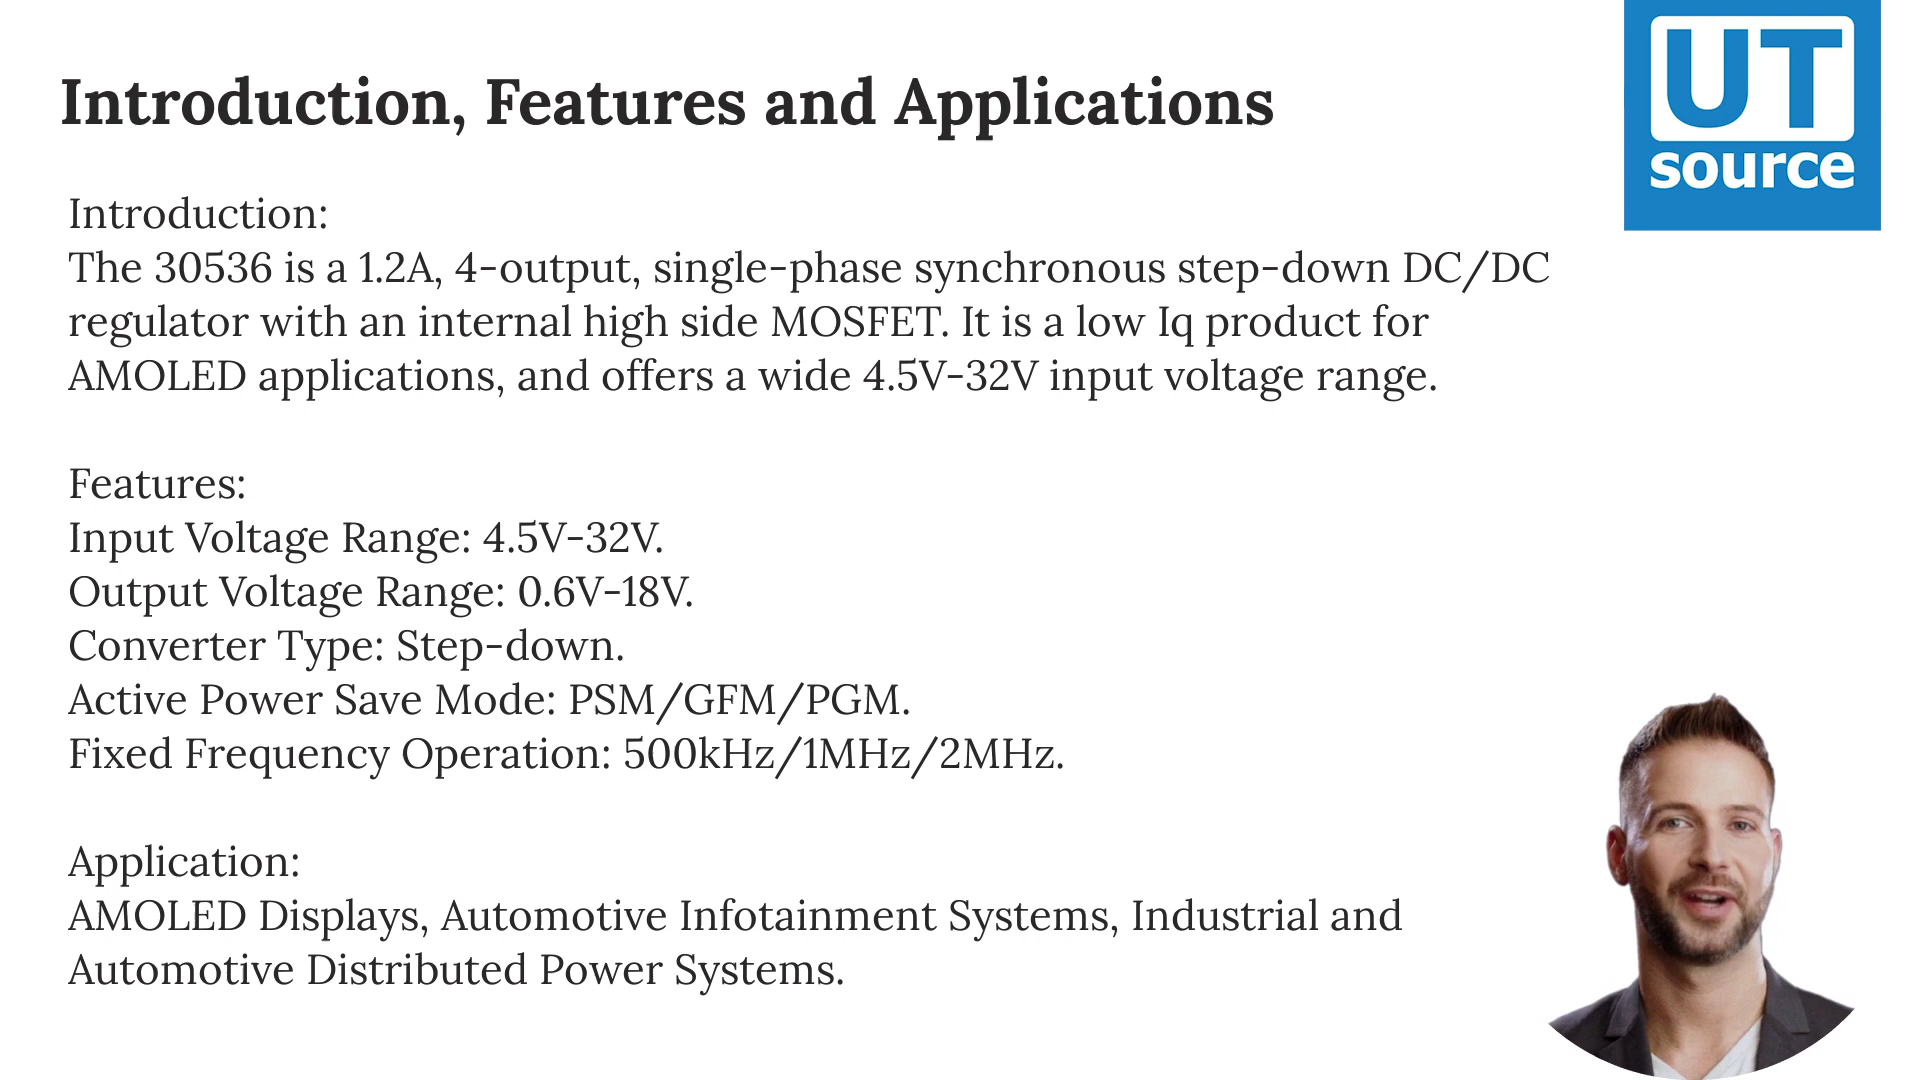 Introduction, Features and Applications
UT
source
Introduction:
The 30536 is a 1.2A, 4-output, single-phase synchronous step-down DC/DC
regulator with an internal high side MOSFET. It is a low Iq product for
AMOLED applications, and offers a wide 4.5V-32V input voltage range.
Features:
Input Voltage Range: 4.5V-32V.
Output Voltage Range: 0.6V-18V.
Converter Type: Step-down.
Active Power Save Mode: PSM/GFM/PGM.
Fixed Frequency Operation: 500kHz/1MHz/2MHz.
Application:
AMOLED Displays, Automotive Infotainment Systems, Industrial and
Automotive Distributed Power Systems.